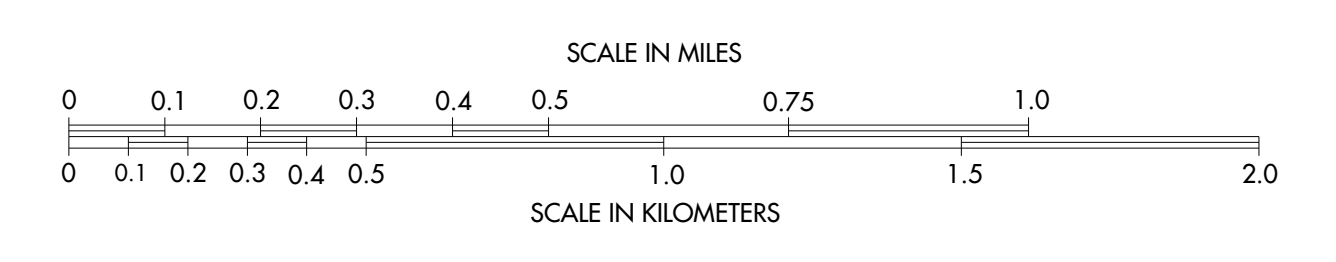 SCALE IN MILES
0 0.1 0.2 0.3 0.4 0.5 0.75 1.0
0 0.1 0.2 0.3 0.4 0.5 1.0 1.5 2.0
SCALE IN KILOMETERS